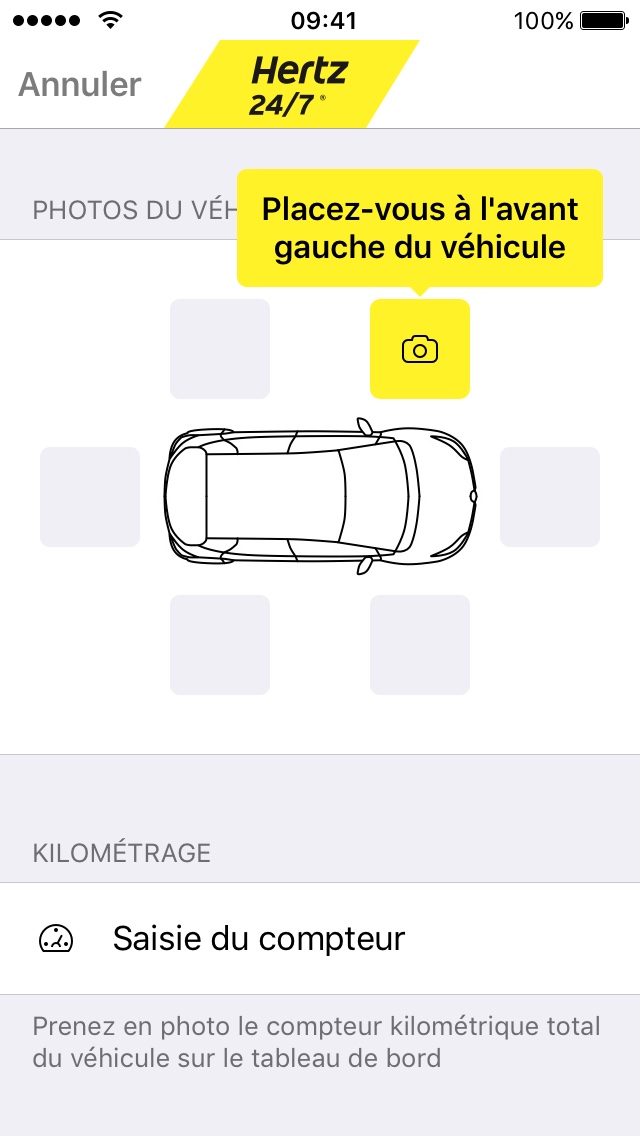 09:41
100%
Annuler
Hertz
24/7 ®
PHOTOS DU VÉH
Placez-vous à l'avant
gauche du véhicule
KILOMÉTRAGE
Saisie du compteur
Prenez en photo le compteur kilométrique total
du véhicule sur le tableau de bord